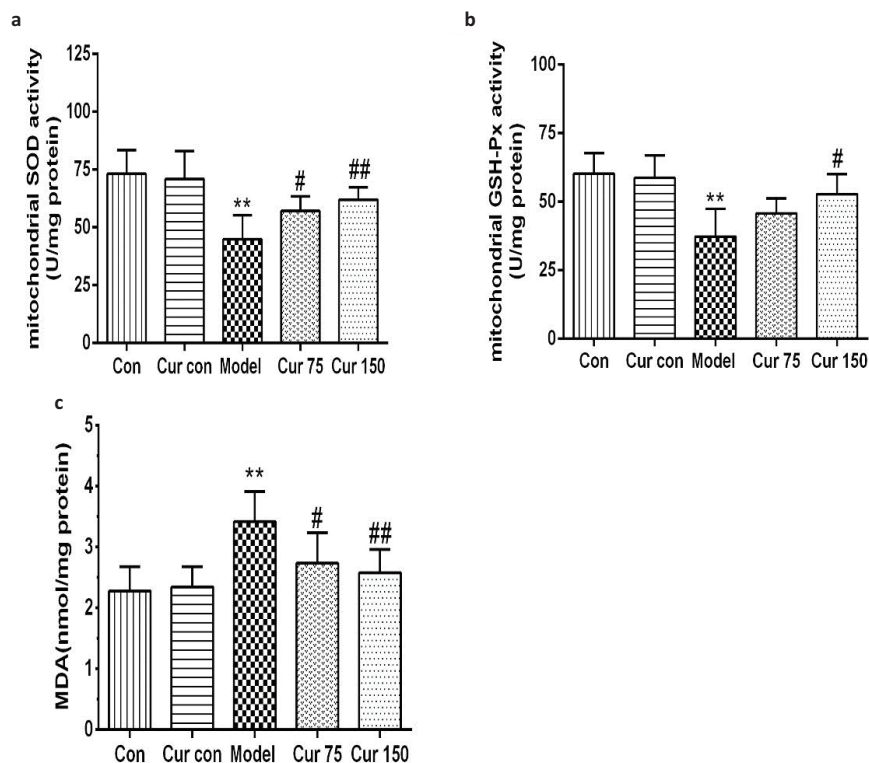 a
mitochondrial SOD activity
(U/mg protein)
125
100
75
50
25
0
**
#
##
Con Cur con Model Cur 75 Cur 150
b
mitochondrial GSH-Px activity
(U/mg protein)
100
75
50
25
0
**
#
Con Cur con Model Cur 75 Cur 150
c
MDA(nmol/mg protein)
5
4
3
2
1
0
**
#
##
Con Cur con Model Cur 75 Cur 150